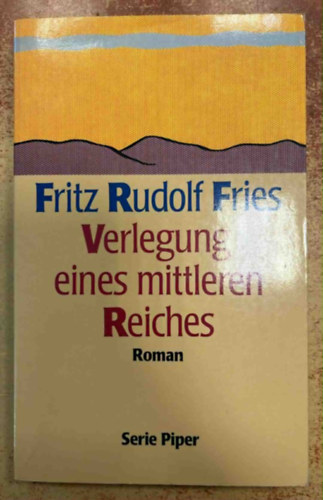 Fritz Rudolf Fries
Verlegung
eines mittleren
Reiches
Roman
Serie Piper